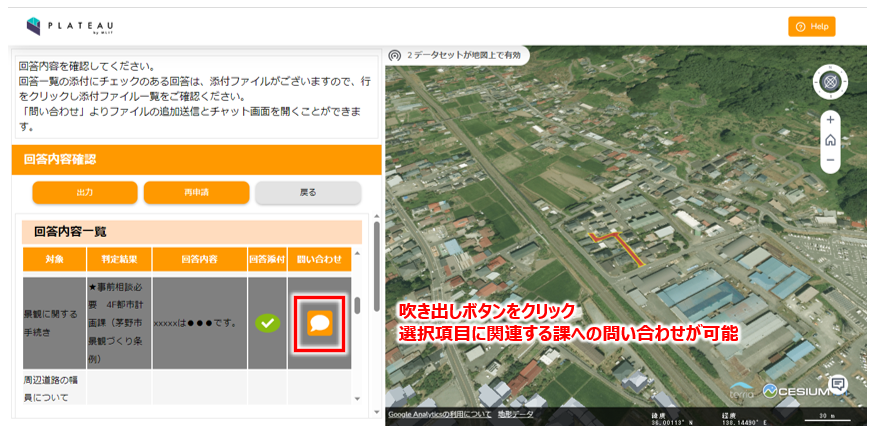 PLATEAU
by MLIT
Help
回答内容を確認してください。
回答一覧の添付にチェックのある回答は、添付ファイルがございますので、行
をクリックし添付ファイル一覧をご確認ください。
「問い合わせ」よりファイルの追加送信とチャット画面を開くことができま
す。
回答内容確認
出力 再申請 戻る
回答内容一覧
対象 判定結果 回答内容 回答添付 問い合わせ
景観に関する
手続き
★事前相談必
要 4F都市計
画課（茅野市
景観づくり条
例）
xxxxxは●●●です。
周辺道路の幅
員について
2 データセットが地図上で有効
吹き出しボタンをクリック
選択項目に関連する課への問い合わせが可能
terria
CESIUM
Google Analyticsの利用について 地形データ
緯度
36.00113° N
経度
138.14490° E
30 m